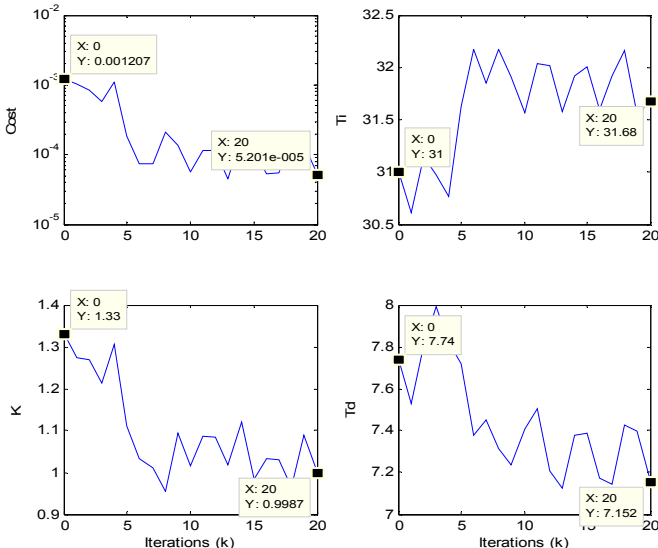 10^-2
10^-3
10^-4
10^-5
Cost
X: 0
Y: 0.001207
X: 20
Y: 5.201e-005
0 5 10 15 20
32.5
32
31.5
31
30.5
Ti
X: 0
Y: 31
X: 20
Y: 31.68
0 5 10 15 20
1.4
1.3
1.2
1.1
1
0.9
K
X: 0
Y: 1.33
X: 20
Y: 0.9987
0 5 10 15 20
Iterations (k)
8
7.8
7.6
7.4
7.2
7
Td
X: 0
Y: 7.74
X: 20
Y: 7.152
0 5 10 15 20
Iterations (k)